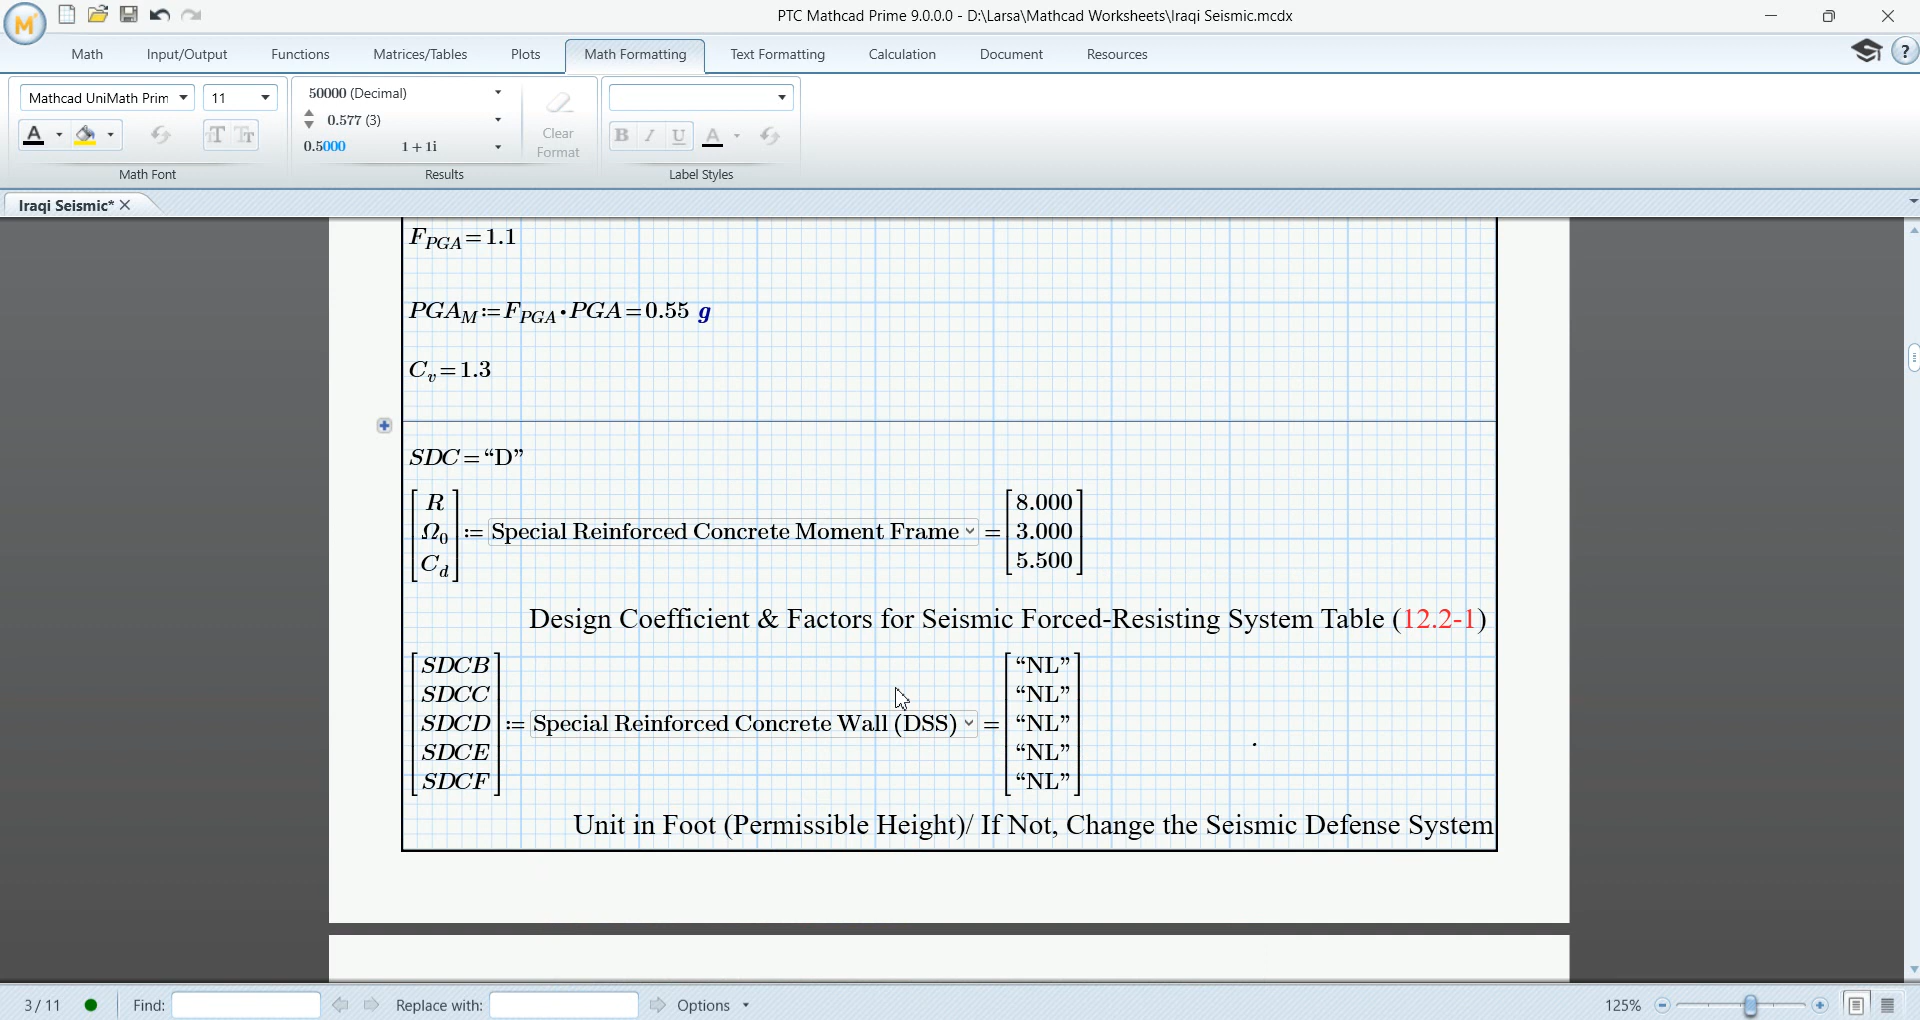 PTC Mathcad Prime 9.0.0.0 - D:\Larsa\Mathcad Worksheets\Iraqi Seismic.mcdx
Math Input/Output Functions Matrices/Tables Plots Math Formatting Text Formatting Calculation Document Resources
Mathcad UniMath Prim 11
50000 (Decimal)
0.577 (3)
0.5000 1+1i
Clear
Format
B I U A
Math Font Results Label Styles
Iraqi Seismic*
F_PGA = 1.1
PGA_M := F_PGA • PGA = 0.55 g
C_v = 1.3
SDC = “D”
R 8.000
Ω_0 := Special Reinforced Concrete Moment Frame = 3.000
C_d 5.500
Design Coefficient & Factors for Seismic Forced-Resisting System Table (12.2-1)
SDCB “NL”
SDCC “NL”
SDCD := Special Reinforced Concrete Wall (DSS) = “NL”
SDCE “NL”
SDCF “NL”
Unit in Foot (Permissible Height)/ If Not, Change the Seismic Defense System
3 / 11 Find: Replace with: Options 125%